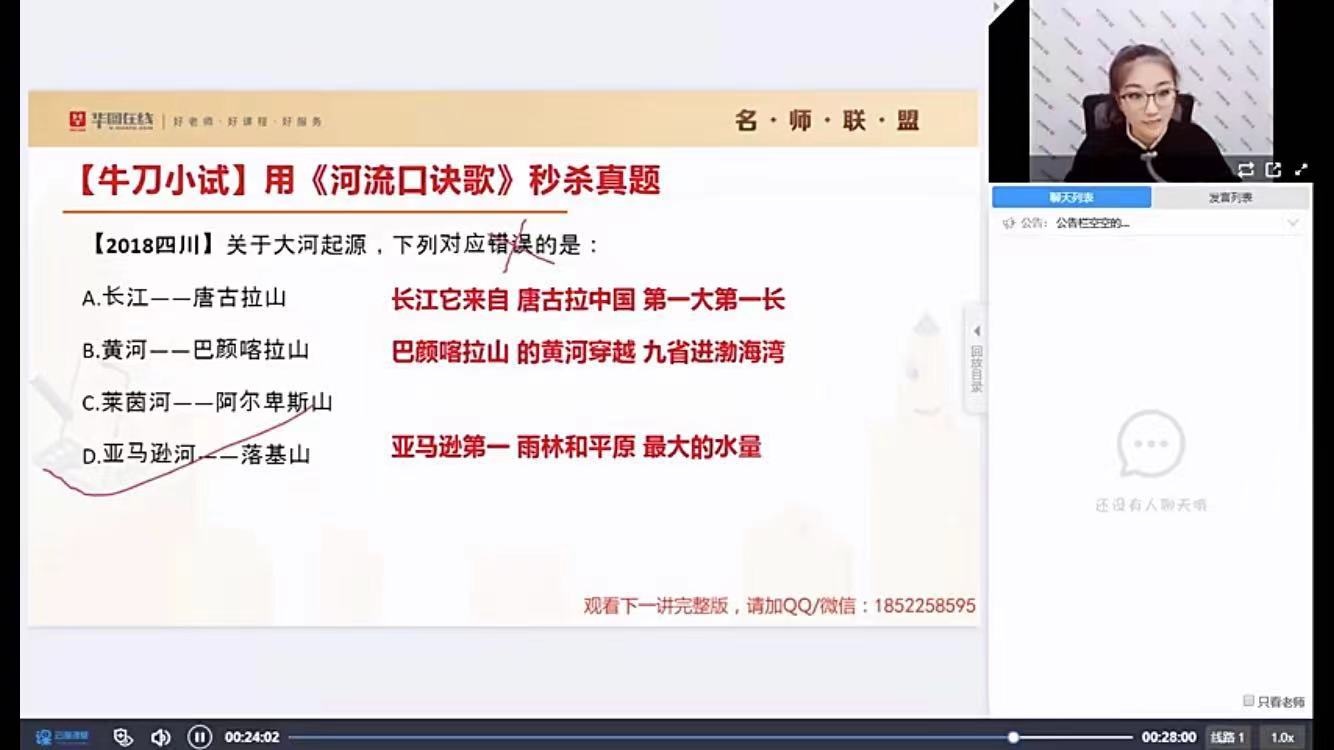 华图在线 | 好老师·好课程·好服务
名·师·联·盟
【牛刀小试】用《河流口诀歌》秒杀真题
【2018四川】关于大河起源，下列对应错误的是：
A.长江——唐古拉山 长江它来自 唐古拉中国 第一大第一长
B.黄河——巴颜喀拉山 巴颜喀拉山 的黄河穿越 九省进渤海湾
C.莱茵河——阿尔卑斯山
D.亚马逊河——落基山 亚马逊第一 雨林和平原 最大的水量
观看下一讲完整版，请加QQ/微信：1852258595
聊天列表 发言列表
公告： 公告栏空空的...
回放目录
还没有人聊天哦
只看老师
00:24:02
00:28:00 线路 1 1.0x